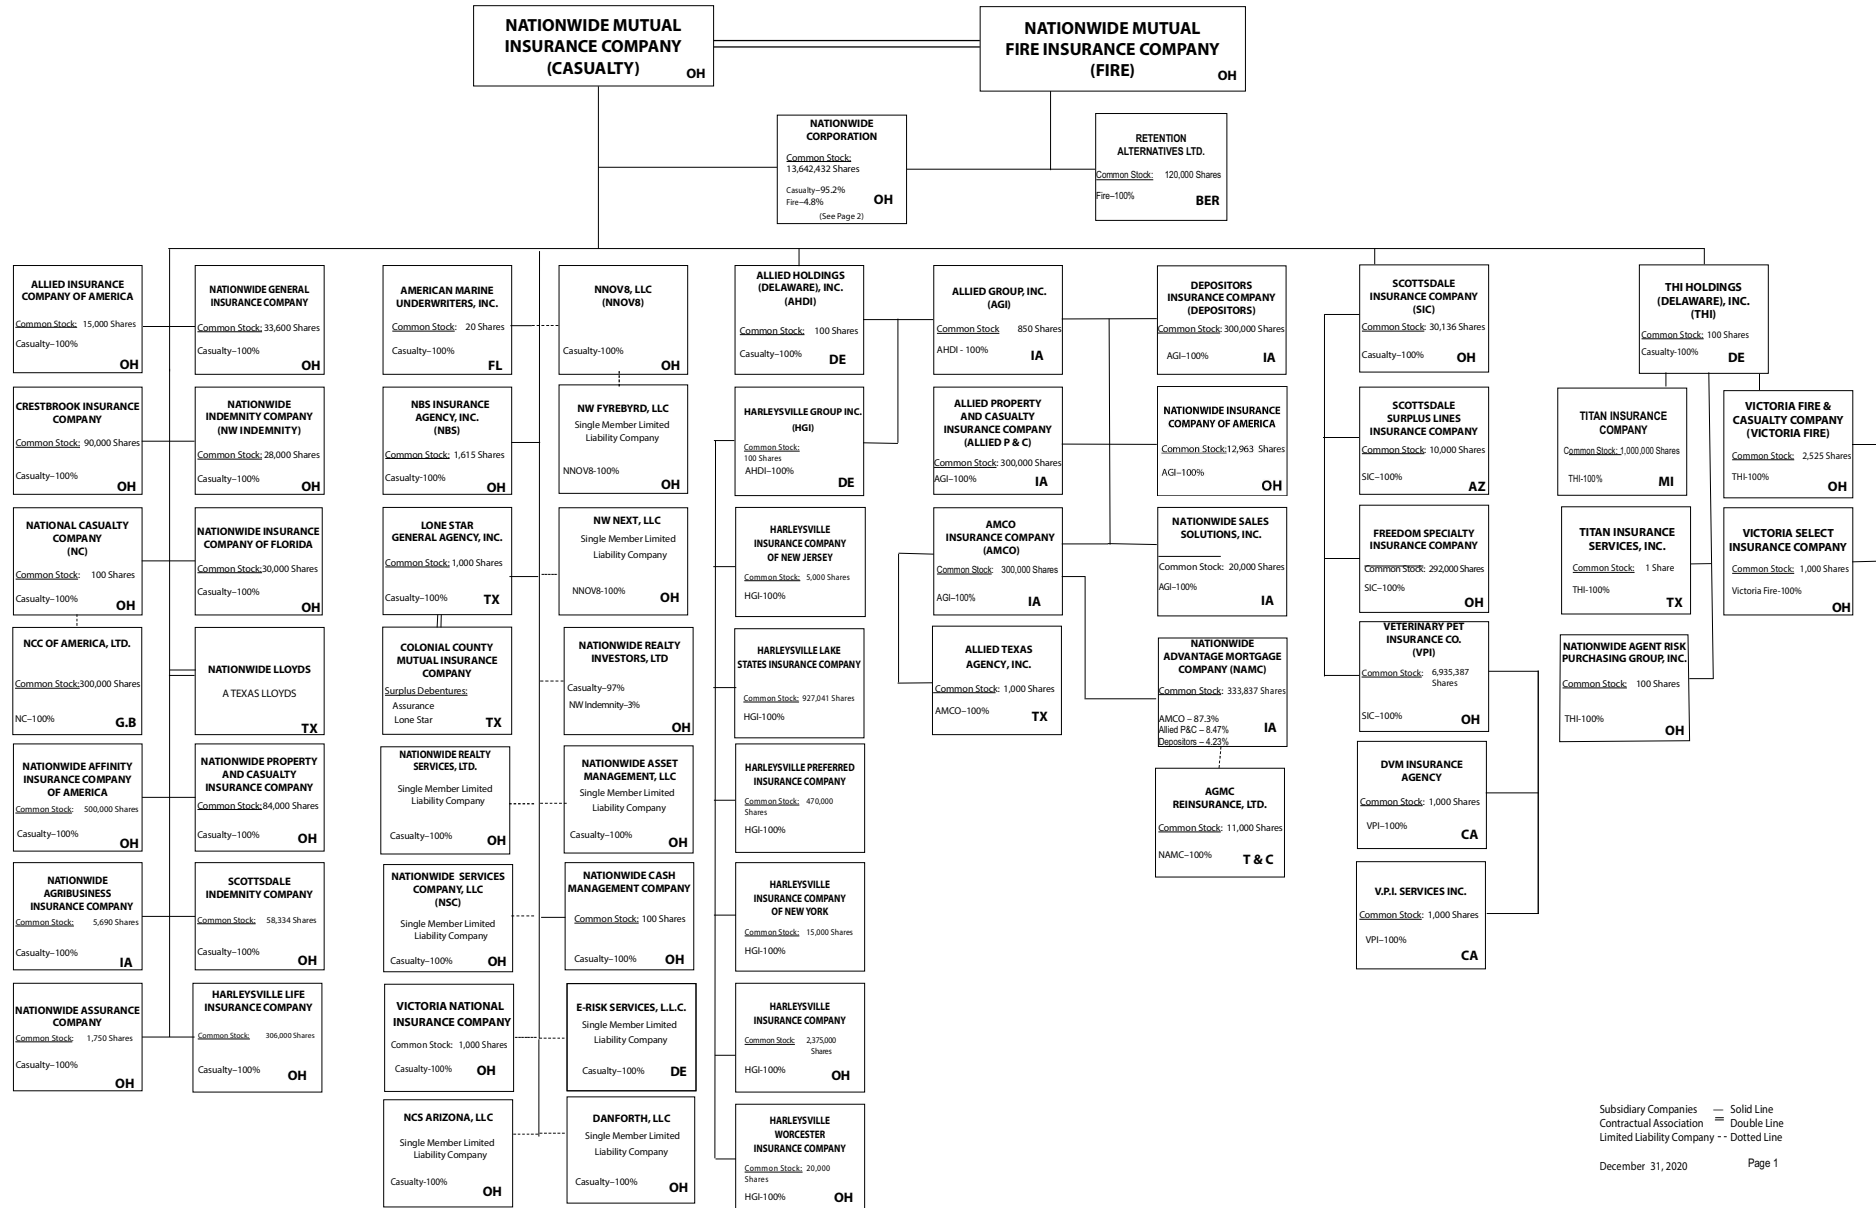 NATIONWIDE MUTUAL
INSURANCE COMPANY
(CASUALTY)
OH
NATIONWIDE MUTUAL
FIRE INSURANCE COMPANY
(FIRE)
OH
NATIONWIDE
CORPORATION
Common Stock:
13,642,432 Shares
Casualty–95.2%
Fire–4.8%
OH
(See Page 2)
RETENTION
ALTERNATIVES LTD.
Common Stock: 120,000 Shares
Fire–100%
BER
ALLIED INSURANCE
COMPANY OF AMERICA
Common Stock: 15,000 Shares
Casualty–100%
OH
CRESTBROOK INSURANCE
COMPANY
Common Stock: 90,000 Shares
Casualty–100%
OH
NATIONAL CASUALTY
COMPANY
(NC)
Common Stock: 100 Shares
Casualty–100%
OH
NCC OF AMERICA, LTD.
Common Stock:300,000 Shares
NC–100%
G.B
NATIONWIDE AFFINITY
INSURANCE COMPANY
OF AMERICA
Common Stock: 500,000 Shares
Casualty–100%
OH
NATIONWIDE
AGRIBUSINESS
INSURANCE COMPANY
Common Stock: 5,690 Shares
Casualty–100%
IA
NATIONWIDE ASSURANCE
COMPANY
Common Stock: 1,750 Shares
Casualty–100%
OH
NATIONWIDE GENERAL
INSURANCE COMPANY
Common Stock: 33,600 Shares
Casualty–100%
OH
NATIONWIDE
INDEMNITY COMPANY
(NW INDEMNITY)
Common Stock: 28,000 Shares
Casualty–100%
OH
NATIONWIDE INSURANCE
COMPANY OF FLORIDA
Common Stock:30,000 Shares
Casualty–100%
OH
NATIONWIDE LLOYDS
A TEXAS LLOYDS
TX
NATIONWIDE PROPERTY
AND CASUALTY
INSURANCE COMPANY
Common Stock:84,000 Shares
Casualty–100%
OH
SCOTTSDALE
INDEMNITY COMPANY
Common Stock: 58,334 Shares
Casualty–100%
OH
HARLEYSVILLE LIFE
INSURANCE COMPANY
Common Stock: 306,000 Shares
Casualty–100%
OH
AMERICAN MARINE
UNDERWRITERS, INC.
Common Stock: 20 Shares
Casualty–100%
FL
NBS INSURANCE
AGENCY, INC.
(NBS)
Common Stock: 1,615 Shares
Casualty-100%
OH
LONE STAR
GENERAL AGENCY, INC.
Common Stock: 1,000 Shares
Casualty–100%
TX
COLONIAL COUNTY
MUTUAL INSURANCE
COMPANY
Surplus Debentures:
Assurance
Lone Star
TX
NATIONWIDE REALTY
SERVICES, LTD.
Single Member Limited
Liability Company
Casualty–100%
OH
NATIONWIDE SERVICES
COMPANY, LLC
(NSC)
Single Member Limited
Liability Company
Casualty–100%
OH
VICTORIA NATIONAL
INSURANCE COMPANY
Common Stock: 1,000 Shares
Casualty-100%
OH
NCS ARIZONA, LLC
Single Member Limited
Liability Company
Casualty-100%
OH
NNOV8, LLC
(NNOV8)
Casualty-100%
OH
NW FYREBYRD, LLC
Single Member Limited
Liability Company
NNOV8-100%
OH
NW NEXT, LLC
Single Member Limited
Liability Company
NNOV8-100%
OH
NATIONWIDE REALTY
INVESTORS, LTD
Casualty–97%
NW Indemnity–3%
OH
NATIONWIDE ASSET
MANAGEMENT, LLC
Single Member Limited
Liability Company
Casualty–100%
OH
NATIONWIDE CASH
MANAGEMENT COMPANY
Common Stock: 100 Shares
Casualty–100%
OH
E-RISK SERVICES, L.L.C.
Single Member Limited
Liability Company
Casualty–100%
DE
DANFORTH, LLC
Single Member Limited
Liability Company
Casualty–100%
OH
ALLIED HOLDINGS
(DELAWARE), INC.
(AHDI)
Common Stock: 100 Shares
Casualty–100%
DE
HARLEYSVILLE GROUP INC.
(HGI)
Common Stock:
100 Shares
AHDI–100%
DE
HARLEYSVILLE
INSURANCE COMPANY
OF NEW JERSEY
Common Stock: 5,000 Shares
HGI-100%
HARLEYSVILLE LAKE
STATES INSURANCE COMPANY
Common Stock: 927,041 Shares
HGI-100%
HARLEYSVILLE PREFERRED
INSURANCE COMPANY
Common Stock: 470,000
Shares
HGI-100%
HARLEYSVILLE
INSURANCE COMPANY
OF NEW YORK
Common Stock: 15,000 Shares
HGI-100%
HARLEYSVILLE
INSURANCE COMPANY
Common Stock: 2,375,000
Shares
HGI-100%
OH
HARLEYSVILLE
WORCESTER
INSURANCE COMPANY
Common Stock: 20,000
Shares
HGI-100%
OH
ALLIED GROUP, INC.
(AGI)
Common Stock 850 Shares
AHDI - 100%
IA
ALLIED PROPERTY
AND CASUALTY
INSURANCE COMPANY
(ALLIED P & C)
Common Stock: 300,000 Shares
AGI–100%
IA
AMCO
INSURANCE COMPANY
(AMCO)
Common Stock: 300,000 Shares
AGI–100%
IA
ALLIED TEXAS
AGENCY, INC.
Common Stock: 1,000 Shares
AMCO–100%
TX
DEPOSITORS
INSURANCE COMPANY
(DEPOSITORS)
Common Stock: 300,000 Shares
AGI–100%
IA
NATIONWIDE INSURANCE
COMPANY OF AMERICA
Common Stock:12,963 Shares
AGI–100%
OH
NATIONWIDE SALES
SOLUTIONS, INC.
Common Stock: 20,000 Shares
AGI–100%
IA
NATIONWIDE
ADVANTAGE MORTGAGE
COMPANY (NAMC)
Common Stock: 333,837 Shares
AMCO – 87.3%
Allied P&C – 8.47%
Depositors – 4.23%
IA
AGMC
REINSURANCE, LTD.
Common Stock: 11,000 Shares
NAMC–100%
T & C
SCOTTSDALE
INSURANCE COMPANY
(SIC)
Common Stock: 30,136 Shares
Casualty–100%
OH
SCOTTSDALE
SURPLUS LINES
INSURANCE COMPANY
Common Stock: 10,000 Shares
SIC–100%
AZ
FREEDOM SPECIALTY
INSURANCE COMPANY
Common Stock: 292,000 Shares
SIC–100%
OH
VETERINARY PET
INSURANCE CO.
(VPI)
Common Stock: 6,935,387
Shares
SIC–100%
OH
DVM INSURANCE
AGENCY
Common Stock: 1,000 Shares
VPI–100%
CA
V.P.I. SERVICES INC.
Common Stock: 1,000 Shares
VPI–100%
CA
THI HOLDINGS
(DELAWARE), INC.
(THI)
Common Stock: 100 Shares
Casualty-100%
DE
TITAN INSURANCE
COMPANY
Common Stock: 1,000,000 Shares
THI-100%
MI
TITAN INSURANCE
SERVICES, INC.
Common Stock: 1 Share
THI-100%
TX
NATIONWIDE AGENT RISK
PURCHASING GROUP, INC.
Common Stock: 100 Shares
THI-100%
OH
VICTORIA FIRE &
CASUALTY COMPANY
(VICTORIA FIRE)
Common Stock: 2,525 Shares
THI-100%
OH
VICTORIA SELECT
INSURANCE COMPANY
Common Stock: 1,000 Shares
Victoria Fire-100%
OH
Subsidiary Companies — Solid Line
Contractual Association = Double Line
Limited Liability Company - - Dotted Line
December 31, 2020 Page 1